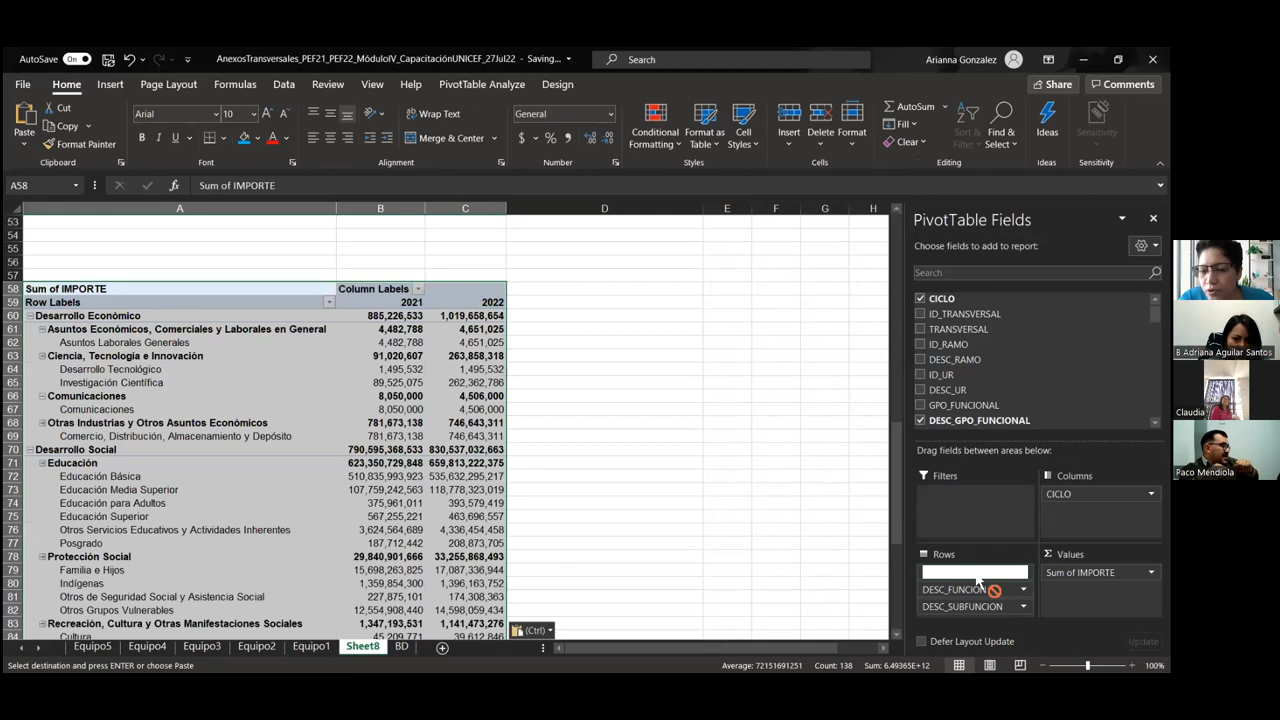 AutoSave On AnexosTransversales_PEF21_PEF22_MóduloIV_CapacitaciónUNICEF_27Jul22 - Saving... Search Arianna Gonzalez
File Home Insert Page Layout Formulas Data Review View Help PivotTable Analyze Design Share Comments
Cut
Copy
Format Painter
Paste
Arial 10
B I U
Wrap Text
Merge & Center
General
$ % 9
Conditional Formatting
Format as Table
Cell Styles
Insert Delete Format
AutoSum
Fill
Clear
Sort & Filter
Find & Select
Ideas
Sensitivity
Clipboard Font Alignment Number Styles Cells Editing Ideas Sensitivity
A58 fx Sum of IMPORTE
A B C D E F G H
53
54
55
56
57
58 Sum of IMPORTE Column Labels
59 Row Labels 2021 2022
60 Desarrollo Económico 885,226,533 1,019,658,654
61 Asuntos Económicos, Comerciales y Laborales en General 4,482,788 4,651,025
62 Asuntos Laborales Generales 4,482,788 4,651,025
63 Ciencia, Tecnología e Innovación 91,020,607 263,858,318
64 Desarrollo Tecnológico 1,495,532 1,495,532
65 Investigación Científica 89,525,075 262,362,786
66 Comunicaciones 8,050,000 4,506,000
67 Comunicaciones 8,050,000 4,506,000
68 Otras Industrias y Otros Asuntos Económicos 781,673,138 746,643,311
69 Comercio, Distribución, Almacenamiento y Depósito 781,673,138 746,643,311
70 Desarrollo Social 790,595,368,533 830,537,032,663
71 Educación 623,350,729,848 659,813,222,375
72 Educación Básica 510,835,993,923 535,632,295,217
73 Educación Media Superior 107,759,242,563 118,778,323,019
74 Educación para Adultos 375,961,011 393,579,419
75 Educación Superior 567,255,221 463,696,557
76 Otros Servicios Educativos y Actividades Inherentes 3,624,564,689 4,336,454,458
77 Posgrado 187,712,442 208,873,705
78 Protección Social 29,840,901,666 33,255,868,493
79 Familia e Hijos 15,698,263,825 17,087,336,944
80 Indígenas 1,359,854,300 1,396,163,752
81 Otros de Seguridad Social y Asistencia Social 227,875,101 174,308,363
82 Otros Grupos Vulnerables 12,554,908,440 14,598,059,434
83 Recreación, Cultura y Otras Manifestaciones Sociales 1,347,193,531 1,141,473,276
84 Cultura 45,209,771 39,612,846
(Ctrl)
PivotTable Fields
Choose fields to add to report:
Search
CICLO
ID_TRANSVERSAL
TRANSVERSAL
ID_RAMO
DESC_RAMO
ID_UR
DESC_UR
GPO_FUNCIONAL
DESC_GPO_FUNCIONAL
Drag fields between areas below:
Filters Columns
CICLO
Rows Σ Values
Sum of IMPORTE
DESC_FUNCION
DESC_SUBFUNCION
Defer Layout Update Update
Equipo5 Equipo4 Equipo3 Equipo2 Equipo1 Sheet8 BD
Select destination and press ENTER or choose Paste Average: 72151691251 Count: 138 Sum: 6.49365E+12 100%
B Adriana Aguilar Santos
Claudia
Paco Mendiola